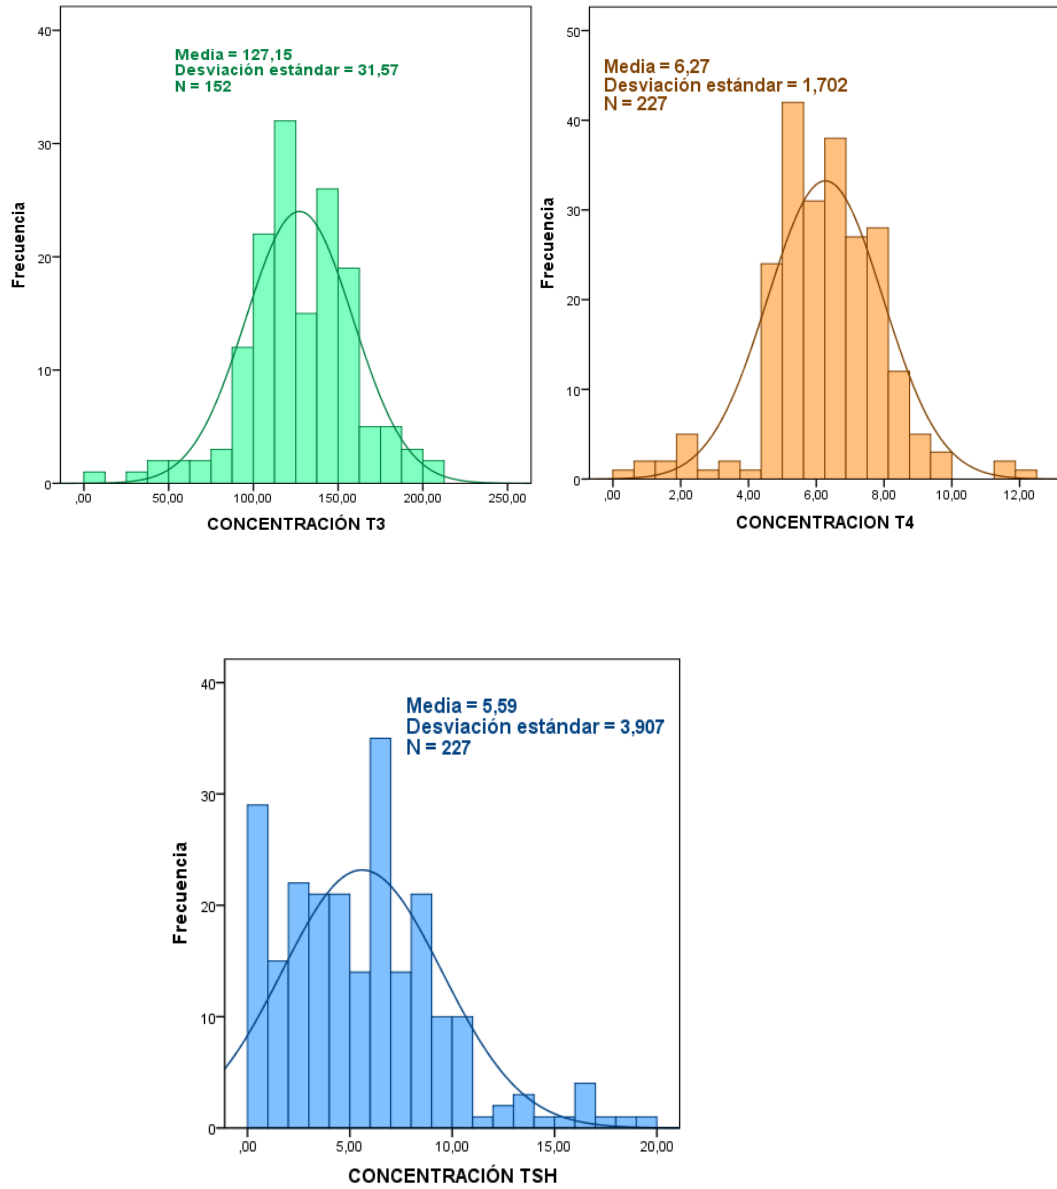 40
30
20
10
0
Frecuencia
Media = 127,15
Desviación estándar = 31,57
N = 152
,00 50,00 100,00 150,00 200,00 250,00
CONCENTRACIÓN T3
50
40
30
20
10
0
Frecuencia
Media = 6,27
Desviación estándar = 1,702
N = 227
,00 2,00 4,00 6,00 8,00 10,00 12,00
CONCENTRACION T4
40
30
20
10
0
Frecuencia
Media = 5,59
Desviación estándar = 3,907
N = 227
,00 5,00 10,00 15,00 20,00
CONCENTRACIÓN TSH